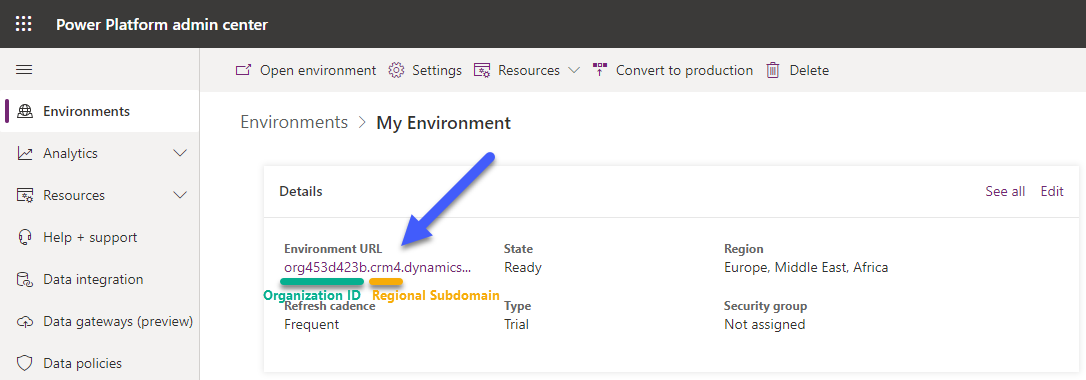 Power Platform admin center
Open environment Settings Resources Convert to production Delete
Environments
Analytics
Resources
Help + support
Data integration
Data gateways (preview)
Data policies
Environments > My Environment
Details See all Edit
Environment URL State Region
org453d423b.crm4.dynamics... Ready Europe, Middle East, Africa
Organization ID Regional Subdomain
Refresh cadence Type Security group
Frequent Trial Not assigned